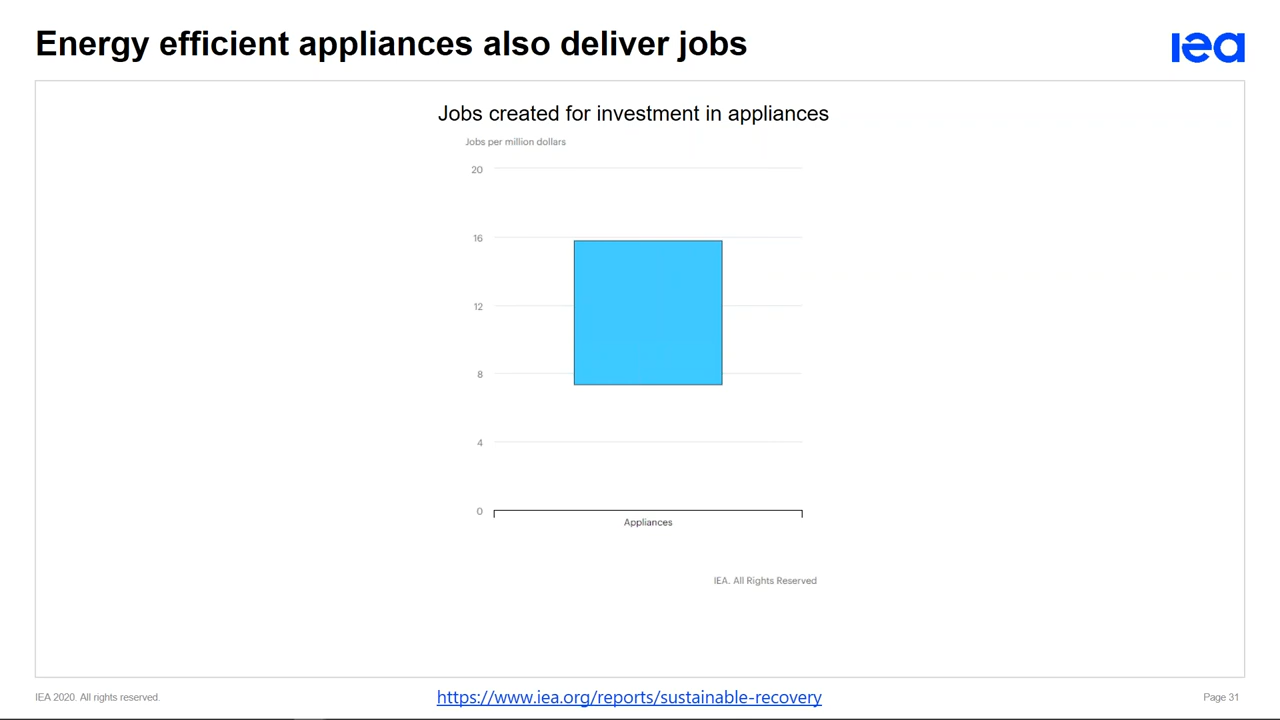 Energy efficient appliances also deliver jobs
iea
Jobs created for investment in appliances
Jobs per million dollars
20
16
12
8
4
0
Appliances
IEA. All Rights Reserved
IEA 2020. All rights reserved.
https://www.iea.org/reports/sustainable-recovery
Page 31